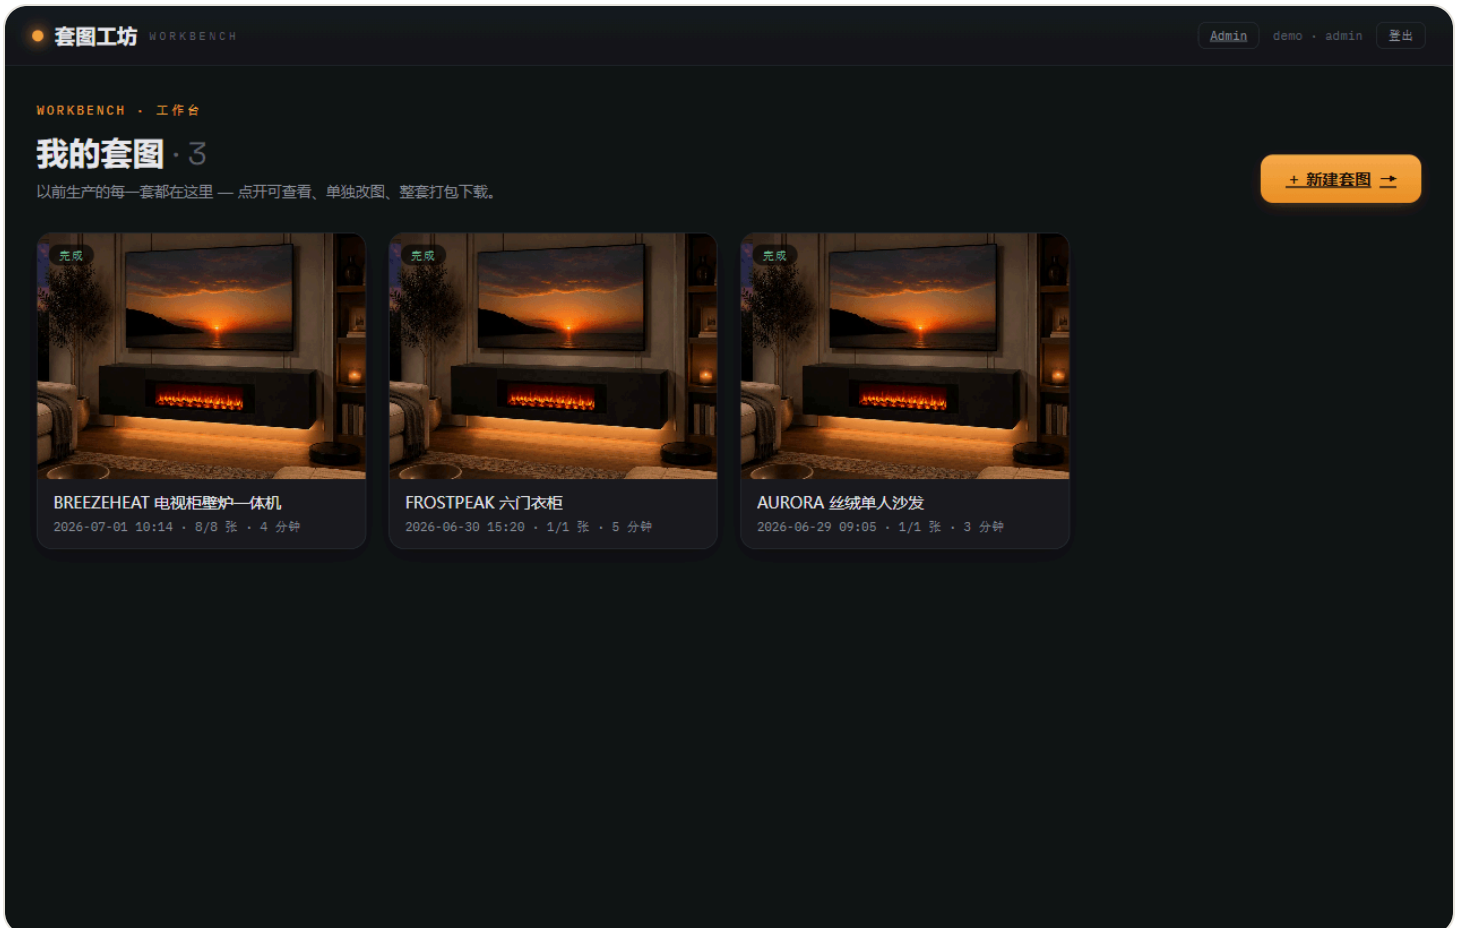 套图工坊 WORKBENCH
Admin demo · admin 登出
WORKBENCH · 工作台
我的套图 · 3
以前生产的每一套都在这里 — 点开可查看、单独改图、整套打包下载。
+ 新建套图 →
完成
BREEZEHEAT 电视柜壁炉一体机
2026-07-01 10:14 · 8/8 张 · 4 分钟
完成
FROSTPEAK 六门衣柜
2026-06-30 15:20 · 1/1 张 · 5 分钟
完成
AURORA 丝绒单人沙发
2026-06-29 09:05 · 1/1 张 · 3 分钟